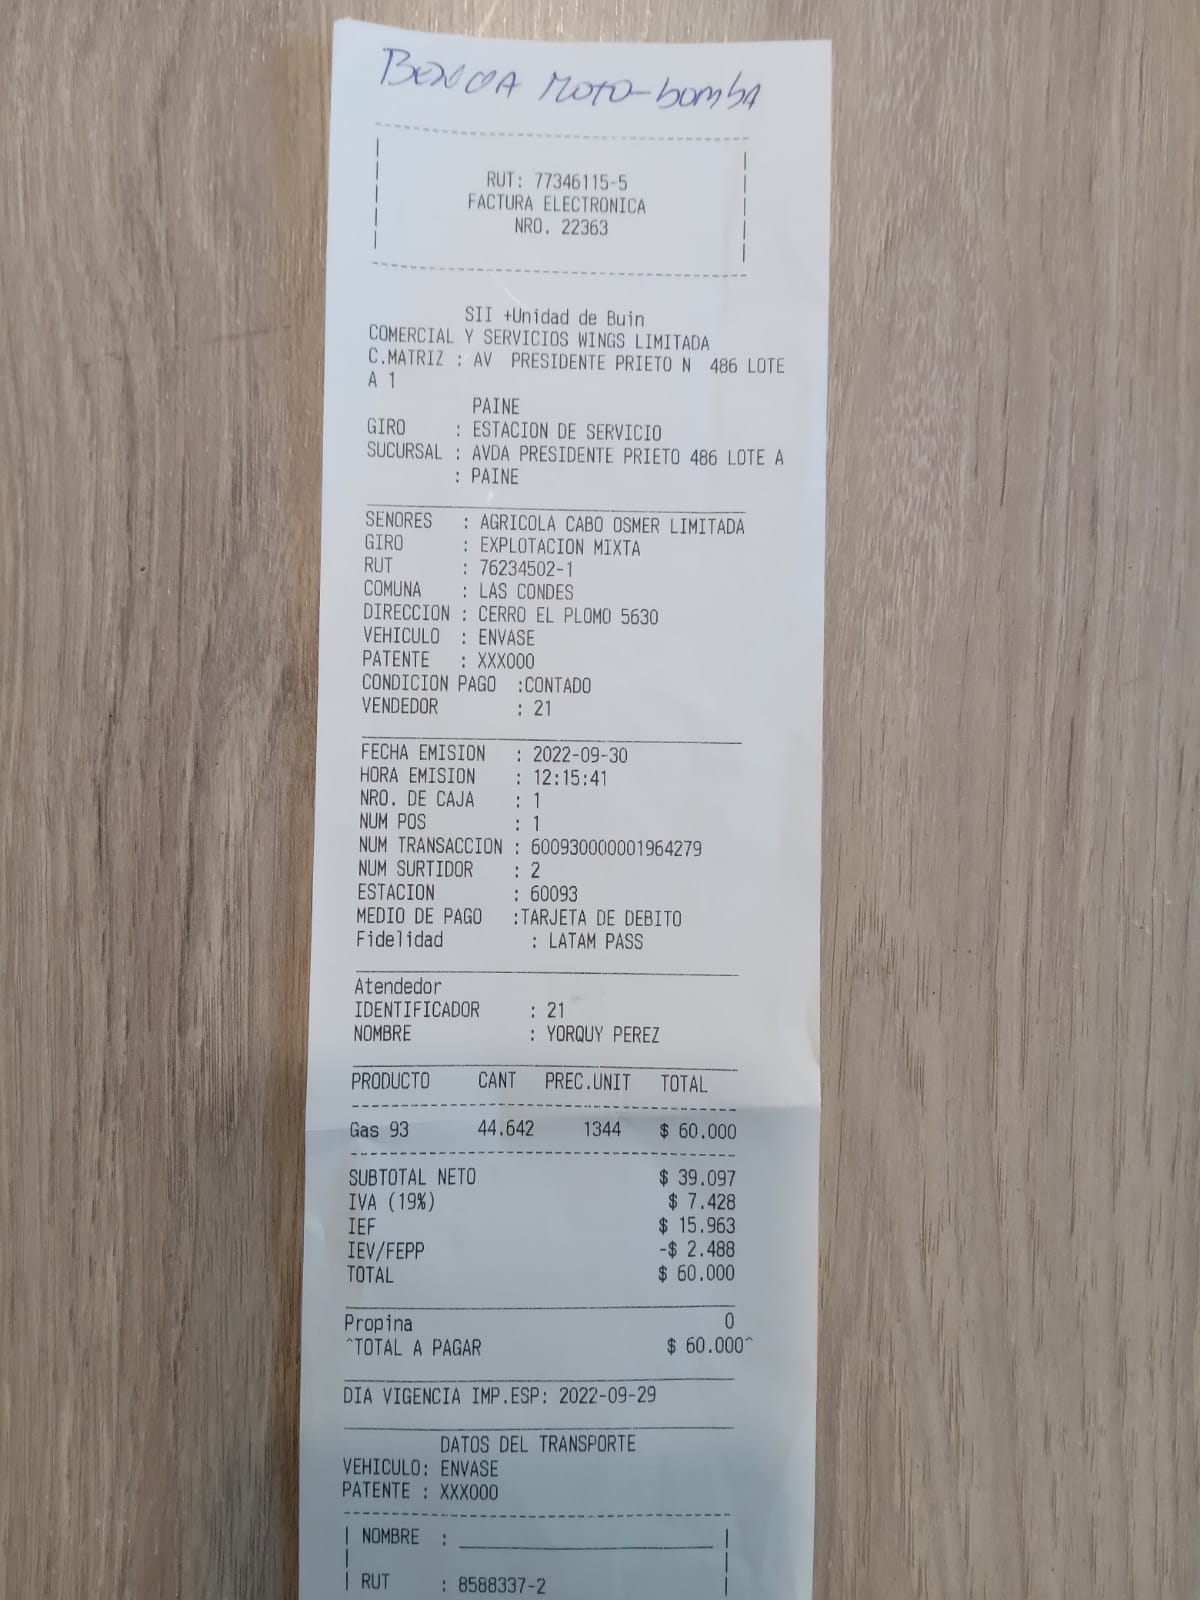 Moto-bomba
RUT: 77346115-5
FACTURA ELECTRONICA
NRO. 22363
SII +Unidad de Buin
COMERCIAL Y SERVICIOS WINGS LIMITADA
C.MATRIZ : AV PRESIDENTE PRIETO N 486 LOTE
A 1
PAINE
GIRO : ESTACION DE SERVICIO
SUCURSAL : AVDA PRESIDENTE PRIETO 486 LOTE A
: PAINE
SENORES : AGRICOLA CABO OSMER LIMITADA
GIRO : EXPLOTACION MIXTA
RUT : 76234502-1
COMUNA : LAS CONDES
DIRECCION : CERRO EL PLOMO 5630
VEHICULO : ENVASE
PATENTE : XXX000
CONDICION PAGO :CONTADO
VENDEDOR : 21
FECHA EMISION : 2022-09-30
HORA EMISION : 12:15:41
NRO. DE CAJA : 1
NUM POS : 1
NUM TRANSACCION : 600930000001964279
NUM SURTIDOR : 2
ESTACION : 60093
MEDIO DE PAGO :TARJETA DE DEBITO
Fidelidad : LATAM PASS
Atendedor
IDENTIFICADOR : 21
NOMBRE : YORQUY PEREZ
PRODUCTO CANT PREC.UNIT TOTAL
Gas 93 44.642 1344 $ 60.000
SUBTOTAL NETO $ 39.097
IVA (19%) $ 7.428
IEF $ 15.963
IEV/FEPP -$ 2.488
TOTAL $ 60.000
Propina 0
^TOTAL A PAGAR $ 60.000^
DIA VIGENCIA IMP.ESP: 2022-09-29
DATOS DEL TRANSPORTE
VEHICULO: ENVASE
PATENTE : XXX000
NOMBRE :
RUT : 8588337-2